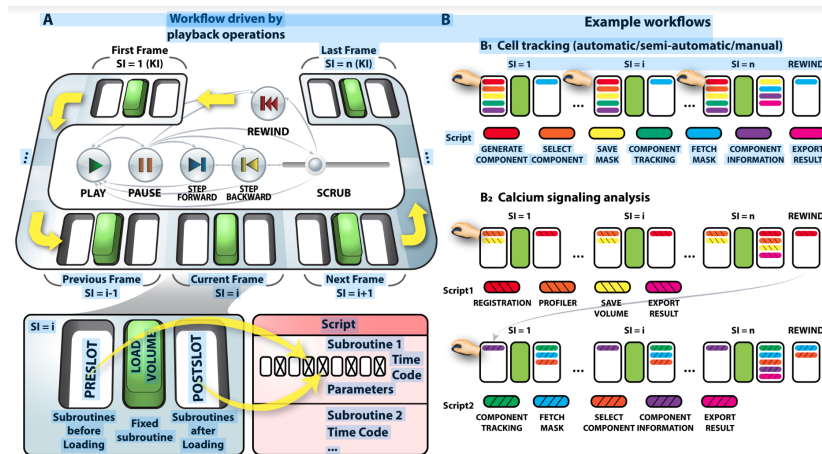 A
Workflow driven by
playback operations
First Frame
SI = 1 (KI)
Last Frame
SI = n (KI)
REWIND
PLAY
PAUSE
STEP
FORWARD
STEP
BACKWARD
SCRUB
Previous Frame
SI = i-1
Current Frame
SI = i
Next Frame
SI = i+1
SI = i
PRESLOT
LOAD
VOLUME
POSTSLOT
Subroutines
before
Loading
Fixed
subroutine
Subroutines
after
Loading
Script
Subroutine 1
Time
Code
Parameters
Subroutine 2
Time Code
...
B
Example workflows
B1 Cell tracking (automatic/semi-automatic/manual)
SI = 1
SI = i
SI = n
REWIND
...
...
Script
GENERATE
COMPONENT
SELECT
COMPONENT
SAVE
MASK
COMPONENT
TRACKING
FETCH
MASK
COMPONENT
INFORMATION
EXPORT
RESULT
B2 Calcium signaling analysis
SI = 1
SI = i
SI = n
REWIND
...
...
Script1
REGISTRATION
PROFILER
SAVE
VOLUME
EXPORT
RESULT
SI = 1
SI = i
SI = n
REWIND
...
...
Script2
COMPONENT
TRACKING
FETCH
MASK
SELECT
COMPONENT
COMPONENT
INFORMATION
EXPORT
RESULT